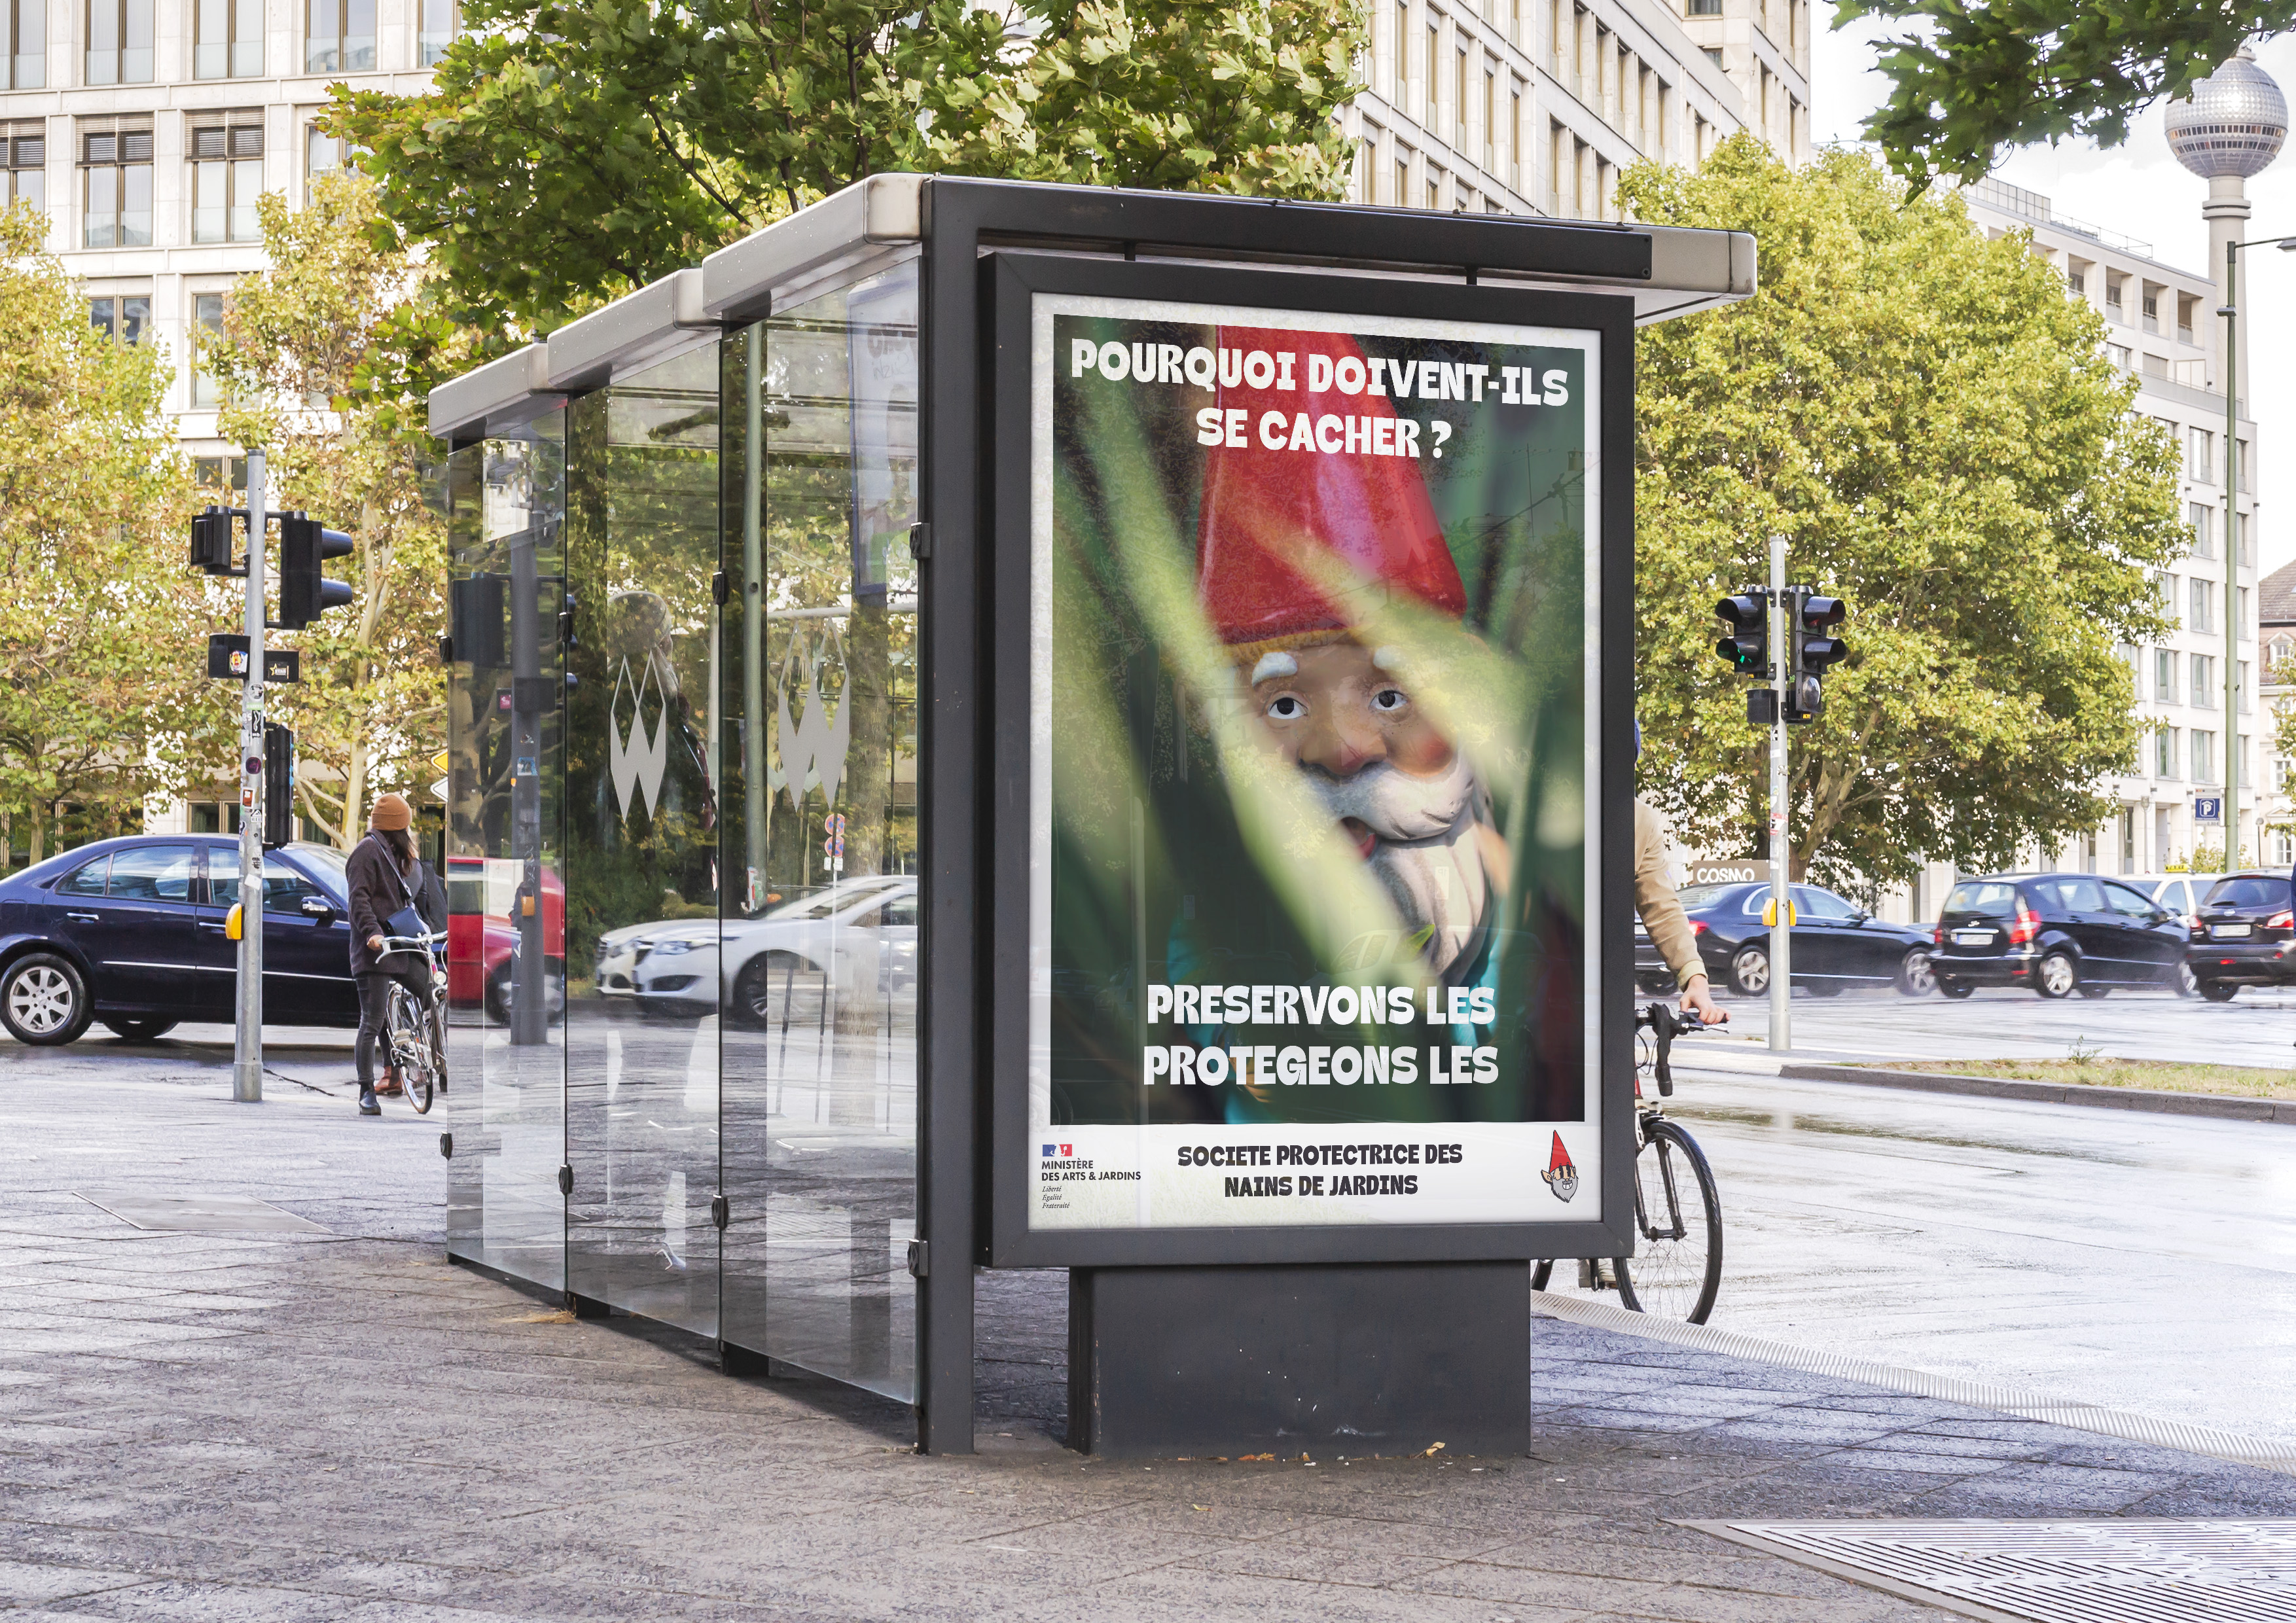 POURQUOI DOIVENT-ILS
SE CACHER ?
PRESERVONS LES
PROTEGEONS LES
MINISTÈRE
DES ARTS & JARDINS
Liberté
Égalité
Fraternité
SOCIETE PROTECTRICE DES
NAINS DE JARDINS
COSMO
P